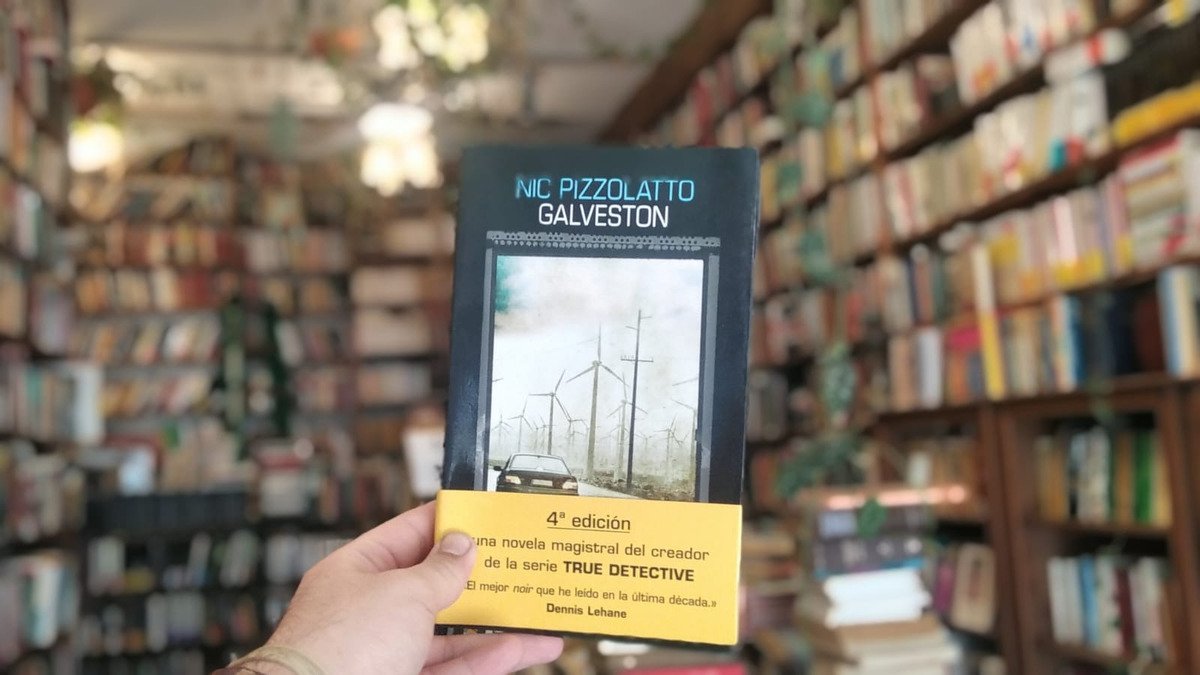 NIC PIZZOLATTO
GALVESTON
4ª edición
una novela magistral del creador
de la serie TRUE DETECTIVE
«El mejor noir que he leído en la última década.»
Dennis Lehane